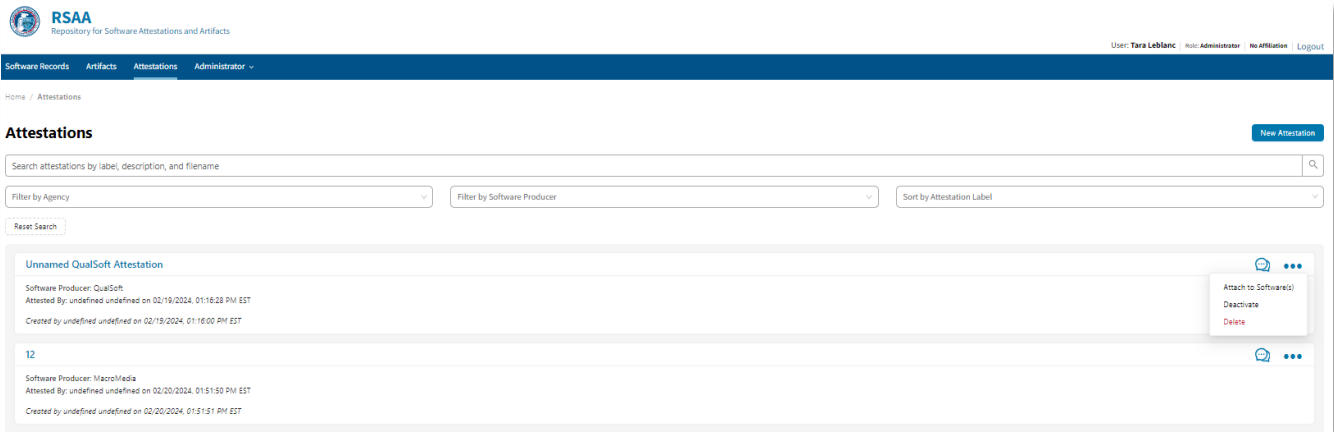 RSAA
Repository for Software Attestations and Artifacts
User: Tara Leblanc Role: Administrator No Affiliation Logout
Software Records Artifacts Attestations Administrator
Home / Attestations
Attestations
New Attestation
Search attestations by label, description, and filename
Filter by Agency Filter by Software Producer Sort by Attestation Label
Reset Search
Unnamed QualSoft Attestation
Software Producer: QualSoft
Attested By: undefined undefined on 02/19/2024, 01:16:28 PM EST
Created by undefined undefined on 02/19/2024, 01:16:00 PM EST
Attach to Software(s)
Deactivate
Delete
12
Software Producer: MacroMedia
Attested By: undefined undefined on 02/20/2024, 01:51:50 PM EST
Created by undefined undefined on 02/20/2024, 01:51:51 PM EST